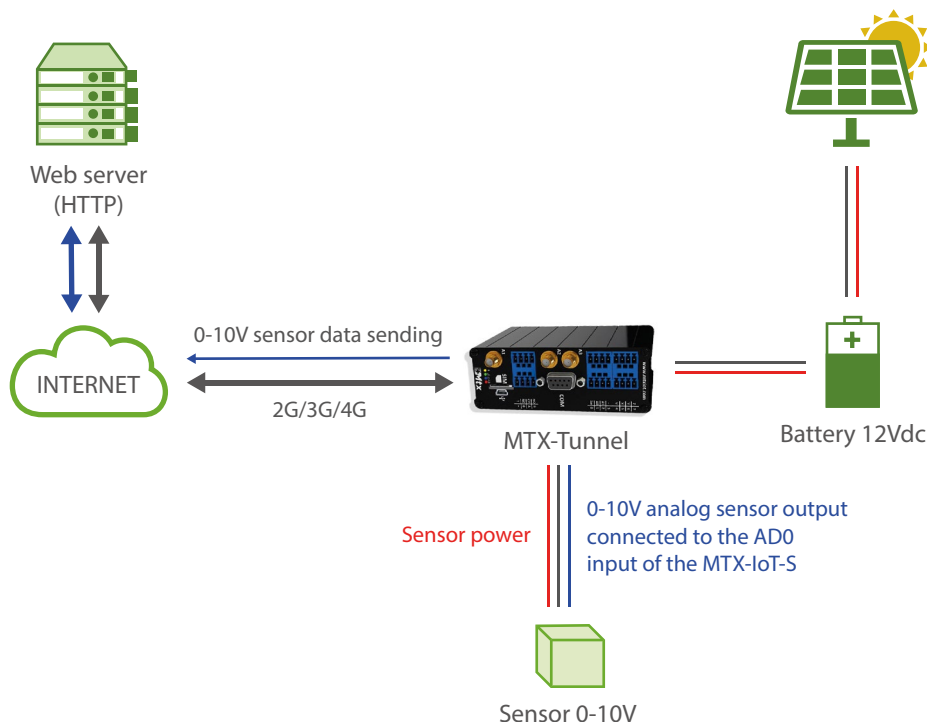 Web server
(HTTP)
0-10V sensor data sending
INTERNET
2G/3G/4G
MTX-Tunnel
Battery 12Vdc
Sensor power
0-10V analog sensor output
connected to the AD0
input of the MTX-IoT-S
Sensor 0-10V
COM